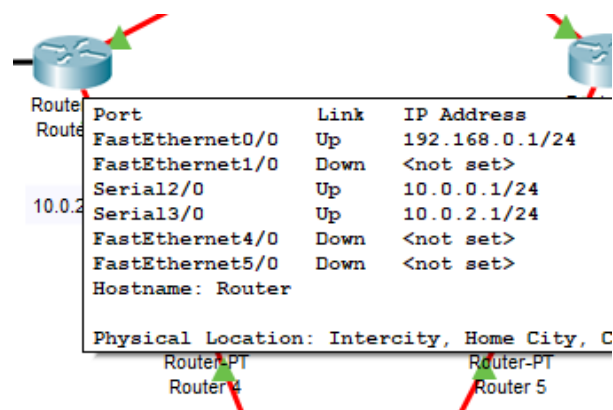 Route
Route
10.0.2
Port Link IP Address
FastEthernet0/0 Up 192.168.0.1/24
FastEthernet1/0 Down <not set>
Serial2/0 Up 10.0.0.1/24
Serial3/0 Up 10.0.2.1/24
FastEthernet4/0 Down <not set>
FastEthernet5/0 Down <not set>
Hostname: Router
Physical Location: Intercity, Home City, C
Router-PT
Router 4
Router-PT
Router 5